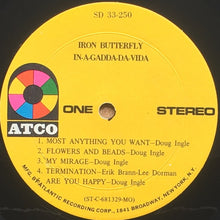 SD 33-250
IRON BUTTERFLY
IN-A-GADDA-DA-VIDA
ONE
STEREO
ATCO
1. MOST ANYTHING YOU WANT—Doug Ingle
2. FLOWERS AND BEADS—Doug Ingle
3. MY MIRAGE—Doug Ingle
4. TERMINATION—Erik Brann-Lee Dorman
ARE YOU HAPPY—Doug Ingle
(ST-C-681329-MO)
MFG. BY ATLANTIC RECORDING CORP., 1841 BROADWAY, NEW YORK, N.Y.